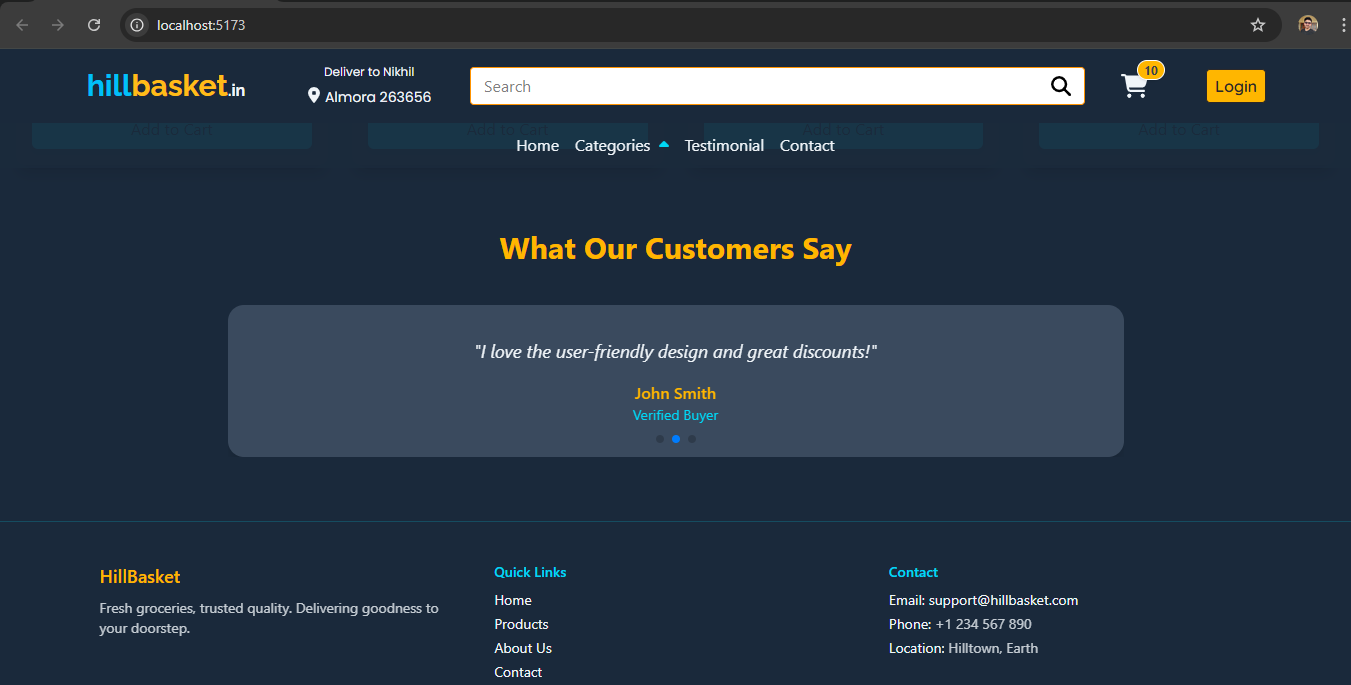 localhost:5173
hillbasket.in
Deliver to Nikhil
Almora 263656
Search
10
Login
Add to Cart Add to Cart Add to Cart Add to Cart
Home Categories Testimonial Contact
What Our Customers Say
"I love the user-friendly design and great discounts!"
John Smith
Verified Buyer
HillBasket
Fresh groceries, trusted quality. Delivering goodness to
your doorstep.
Quick Links
Home
Products
About Us
Contact
Contact
Email: support@hillbasket.com
Phone: +1 234 567 890
Location: Hilltown, Earth